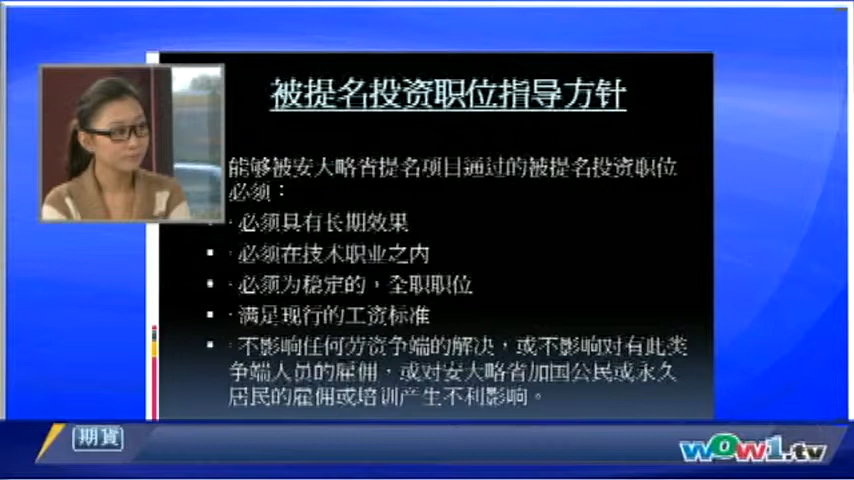 被提名投资职位指导方针
能够被安大略省提名项目通过的被提名投资职位
必须：
· 必须具有长期效果
▪ · 必须在技术职业之内
▪ · 必须为稳定的，全职职位
▪ · 满足现行的工资标准
▪ · 不影响任何劳资争端的解决，或不影响对有此类
争端人员的雇佣，或对安大略省加国公民或永久
居民的雇佣或培训产生不利影响。
期貨
wow1.tv